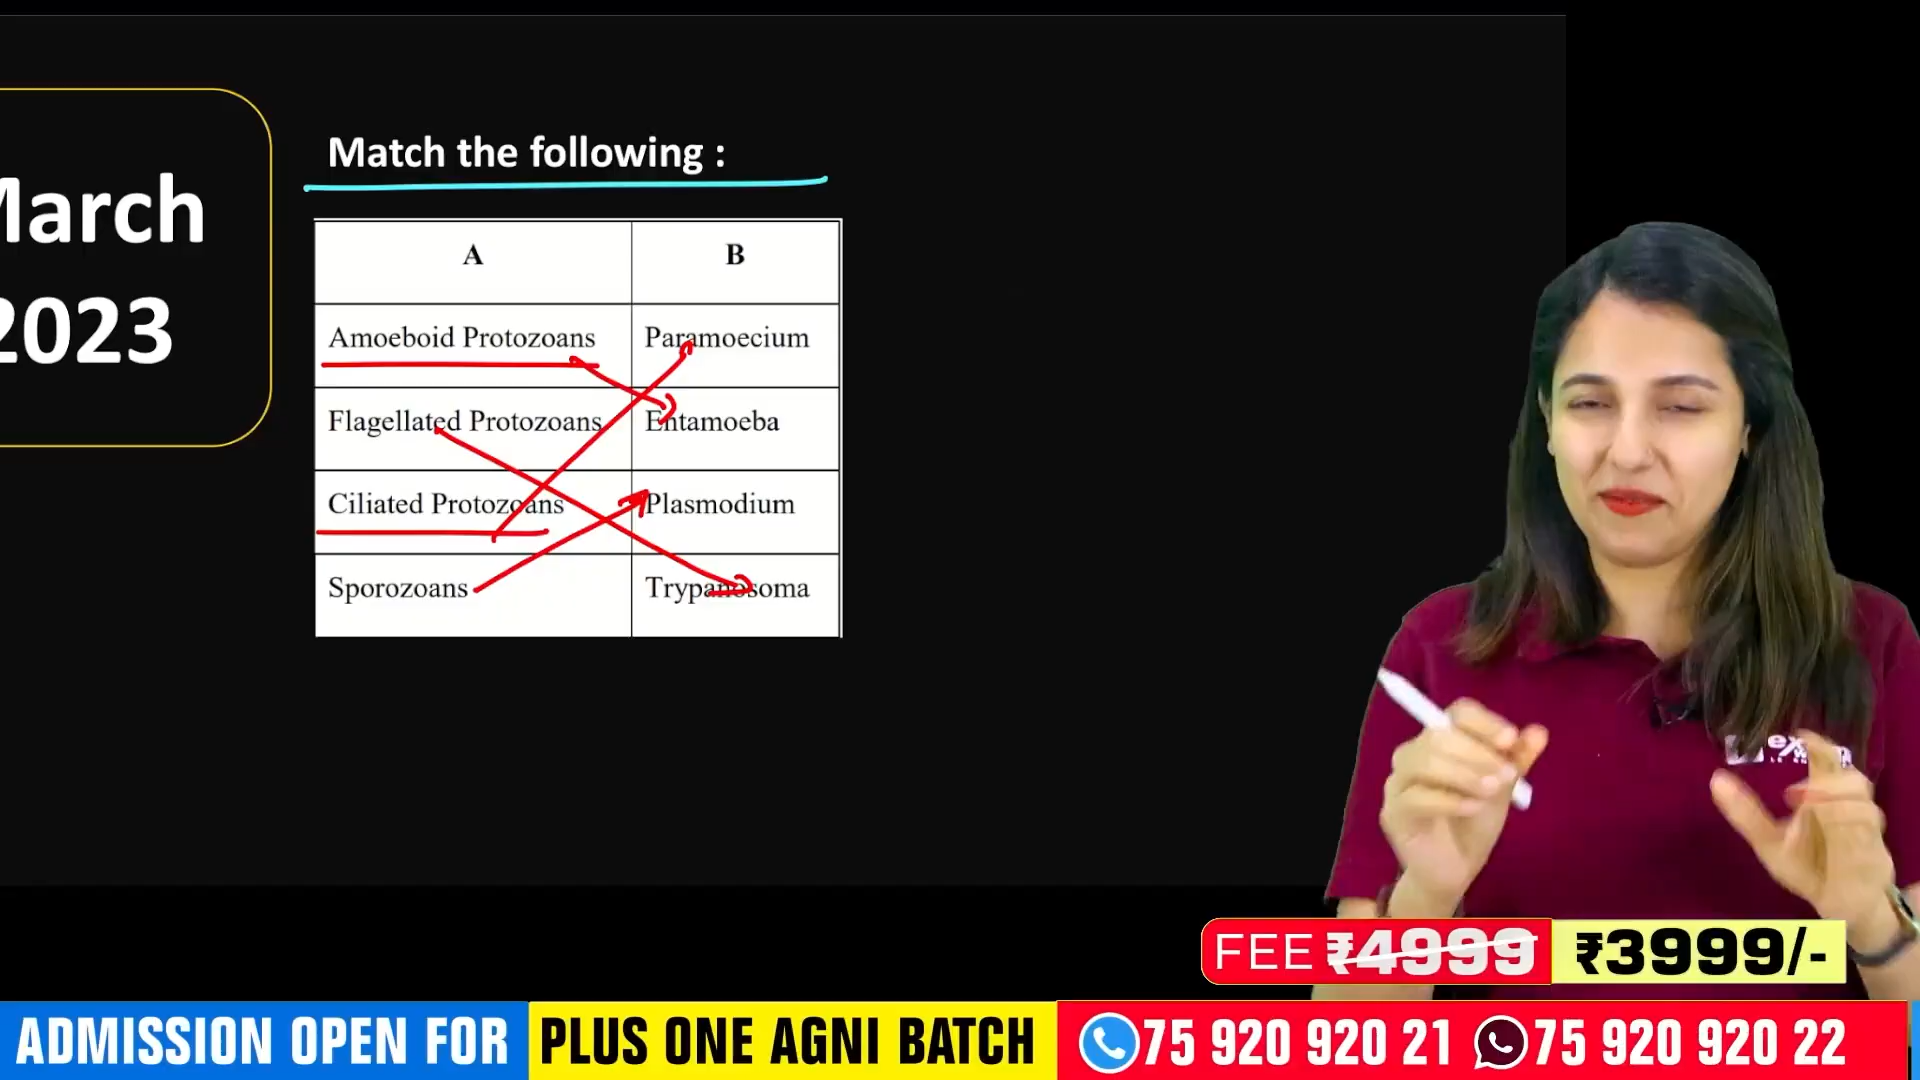 March
2023
Match the following :
A B
Amoeboid Protozoans Paramoecium
Flagellated Protozoans Entamoeba
Ciliated Protozoans Plasmodium
Sporozoans Trypanosoma
FEE ₹4999 ₹3999/-
ADMISSION OPEN FOR PLUS ONE AGNI BATCH 75 920 920 21 75 920 920 22